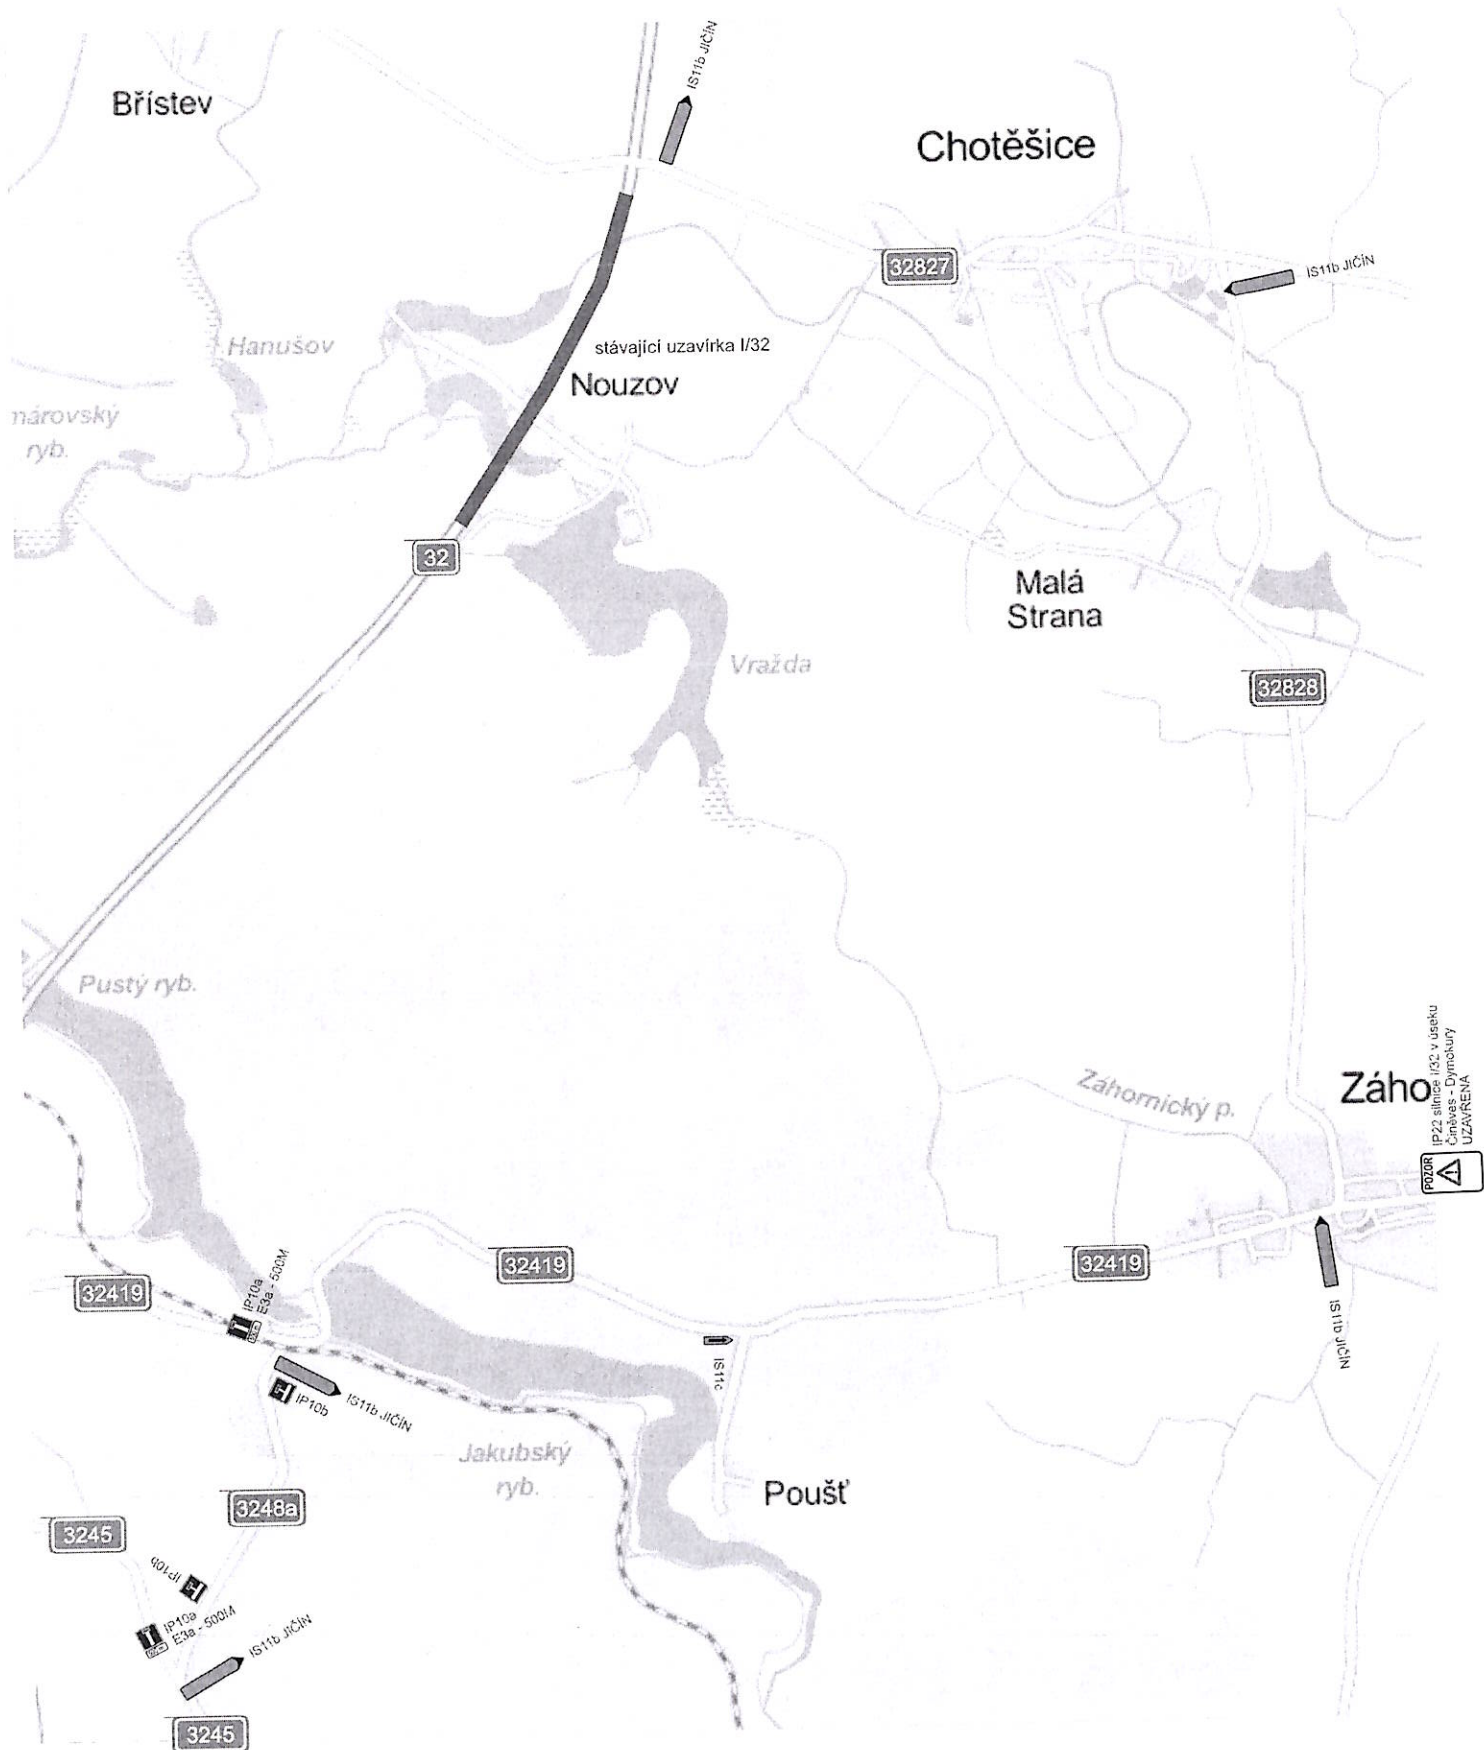 IS11b JIČÍN
Břístev
Chotěšice
32827
IS11b JIČÍN
Hanušov
stávající uzavírka I/32
Nouzov
márovský
ryb.
32
Malá
Strana
Vražda
32828
Pustý ryb.
Záhornický p.
Záho
IP22 silnice I/32 v úseku
Činěves - Dymokury
UZAVŘENA
POZOR
32419
IP10a
E3a - 500M
32419
32419
IS11c
IS11b JIČÍN
IS11b JIČÍN
IP10b
Jakubský
ryb.
Poušť
3248a
3245
IP10b
IP10a
E3a - 500M
IS11b JIČÍN
3245